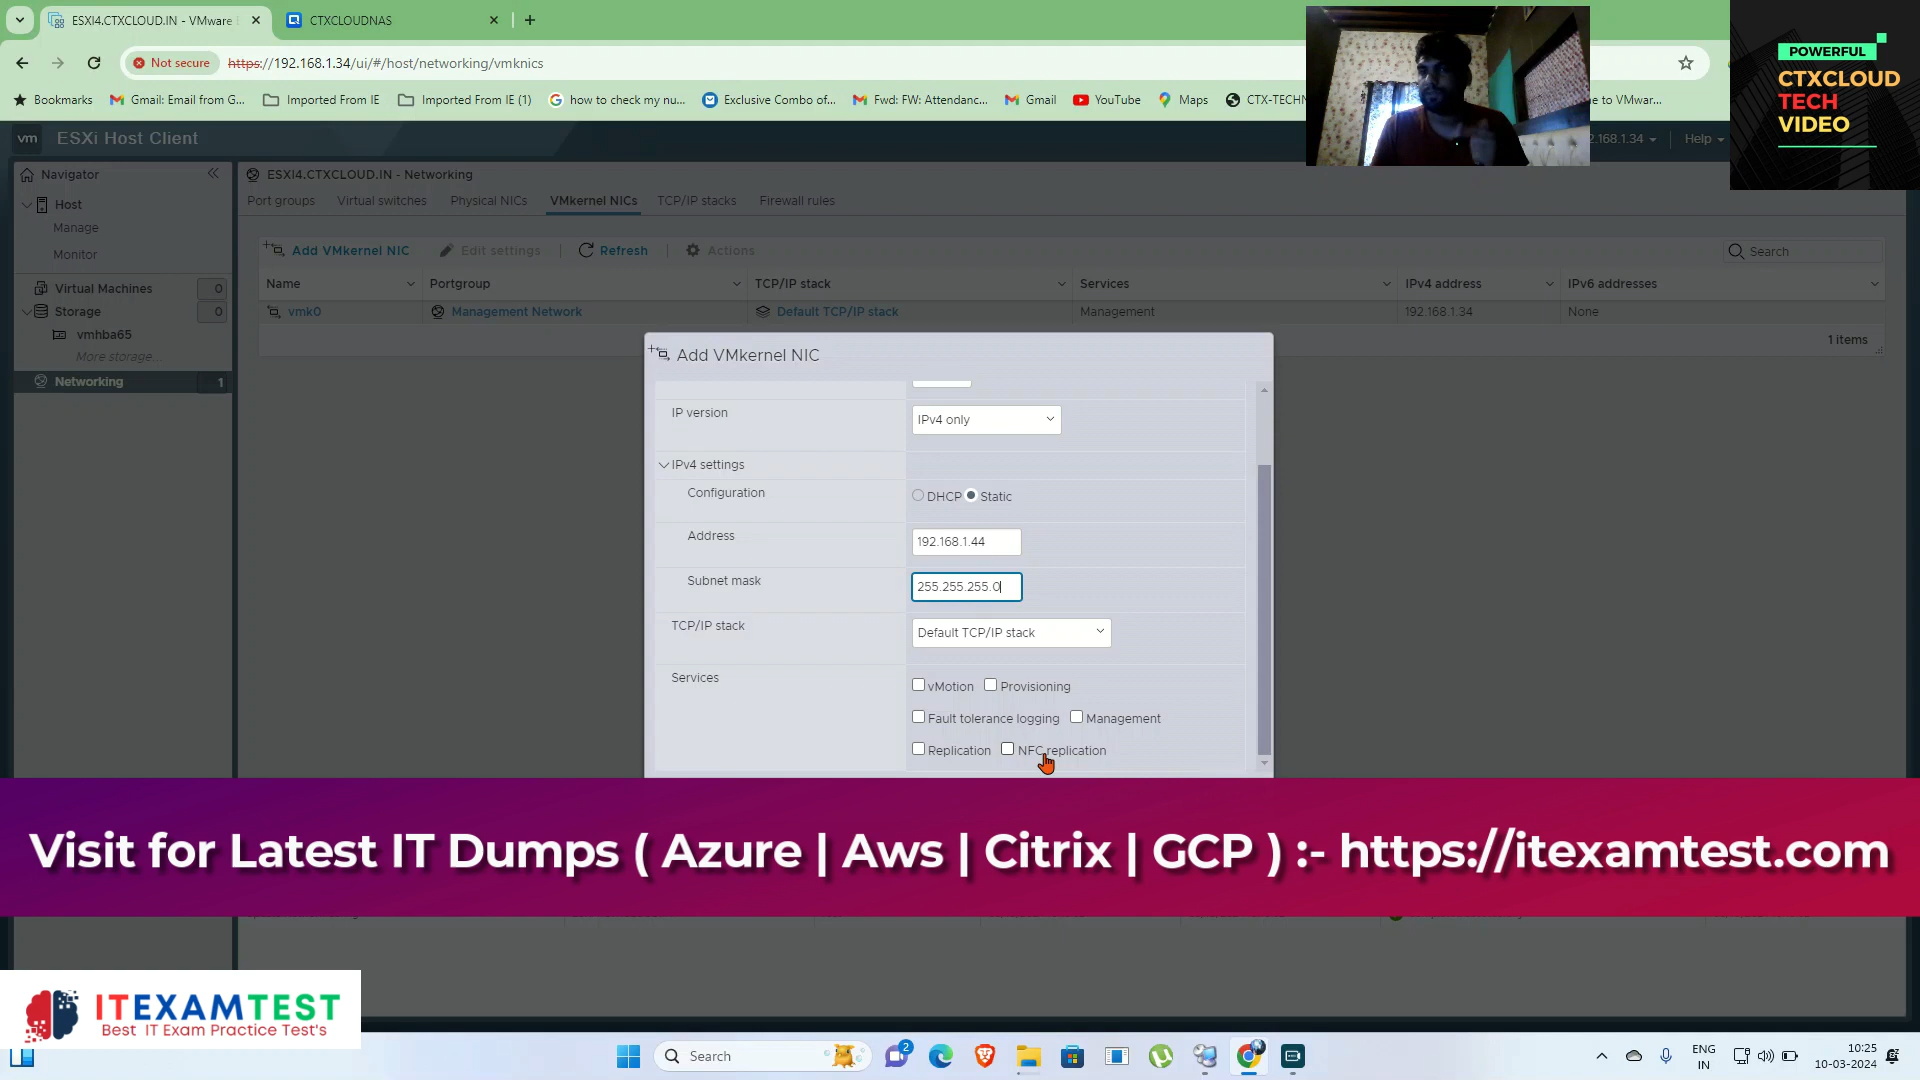 ESXI4.CTXCLOUD.IN - VMware E
CTXCLOUDNAS
Not secure
https://192.168.1.34/ui/#/host/networking/vmknics
Bookmarks
Gmail: Email from G...
Imported From IE
Imported From IE (1)
how to check my nu...
Exclusive Combo of...
Fwd: FW: Attendanc...
Gmail
YouTube
Maps
CTX-TECHN
e to VMwar...
POWERFUL
CTXCLOUD
TECH
VIDEO
vm
ESXi Host Client
2.168.1.34
Help
Navigator
Host
Manage
Monitor
Virtual Machines 0
Storage 0
vmhba65
More storage...
Networking 1
ESXI4.CTXCLOUD.IN - Networking
Port groups
Virtual switches
Physical NICs
VMkernel NICs
TCP/IP stacks
Firewall rules
Add VMkernel NIC
Edit settings
Refresh
Actions
Search
Name Portgroup TCP/IP stack Services IPv4 address IPv6 addresses
vmk0 Management Network Default TCP/IP stack Management 192.168.1.34 None
1 items
Add VMkernel NIC
IP version
IPv4 only
IPv4 settings
Configuration
DHCP Static
Address
192.168.1.44
Subnet mask
255.255.255.0
TCP/IP stack
Default TCP/IP stack
Services
vMotion Provisioning
Fault tolerance logging Management
Replication NFC replication
Visit for Latest IT Dumps ( Azure | Aws | Citrix | GCP ) :- https://itexamtest.com
ITEXAMTEST
Best IT Exam Practice Test's
Search
2
ENG
IN
10:25
10-03-2024